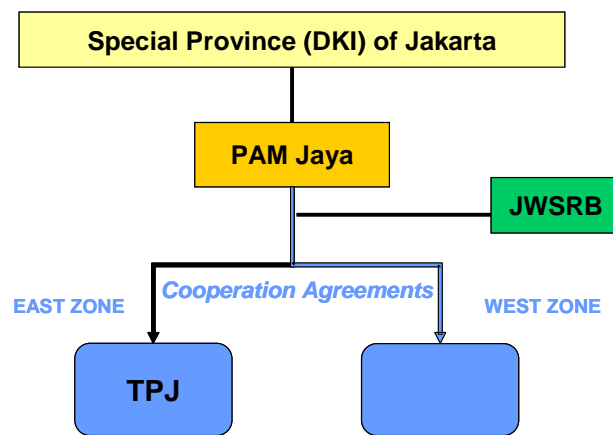 Special Province (DKI) of Jakarta
PAM Jaya
JWSRB
Cooperation Agreements
EAST ZONE
WEST ZONE
TPJ